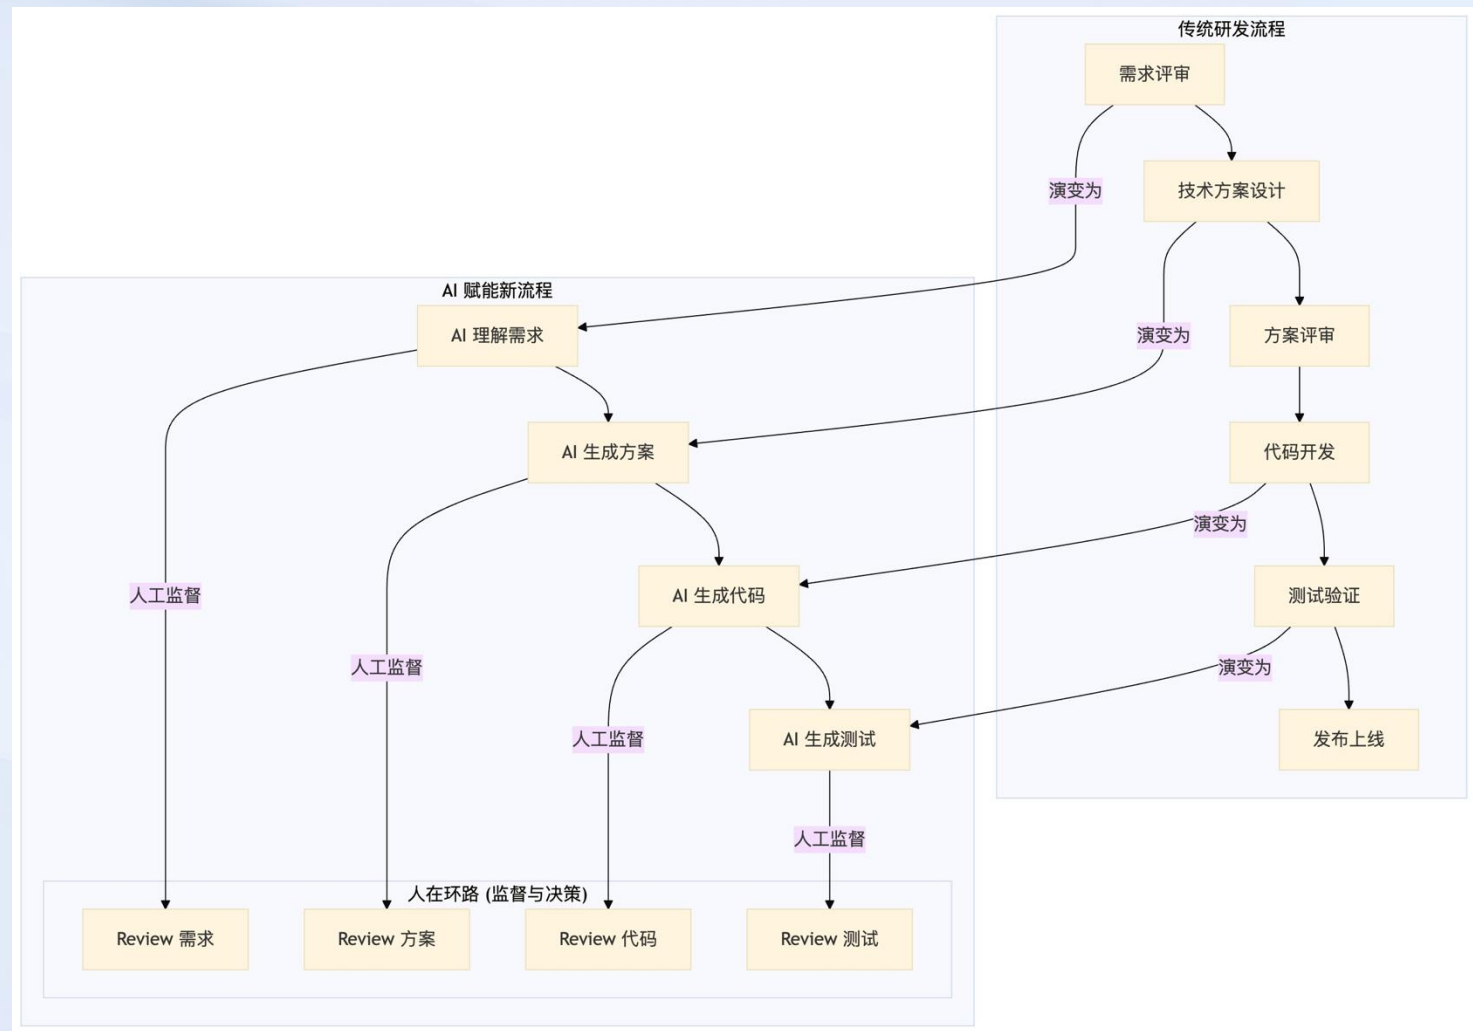 传统研发流程
需求评审
演变为
技术方案设计
AI 赋能新流程
AI 理解需求
演变为
方案评审
AI 生成方案
代码开发
演变为
人工监督
AI 生成代码
测试验证
人工监督
演变为
人工监督
AI 生成测试
发布上线
人工监督
人在环路 (监督与决策)
Review 需求
Review 方案
Review 代码
Review 测试